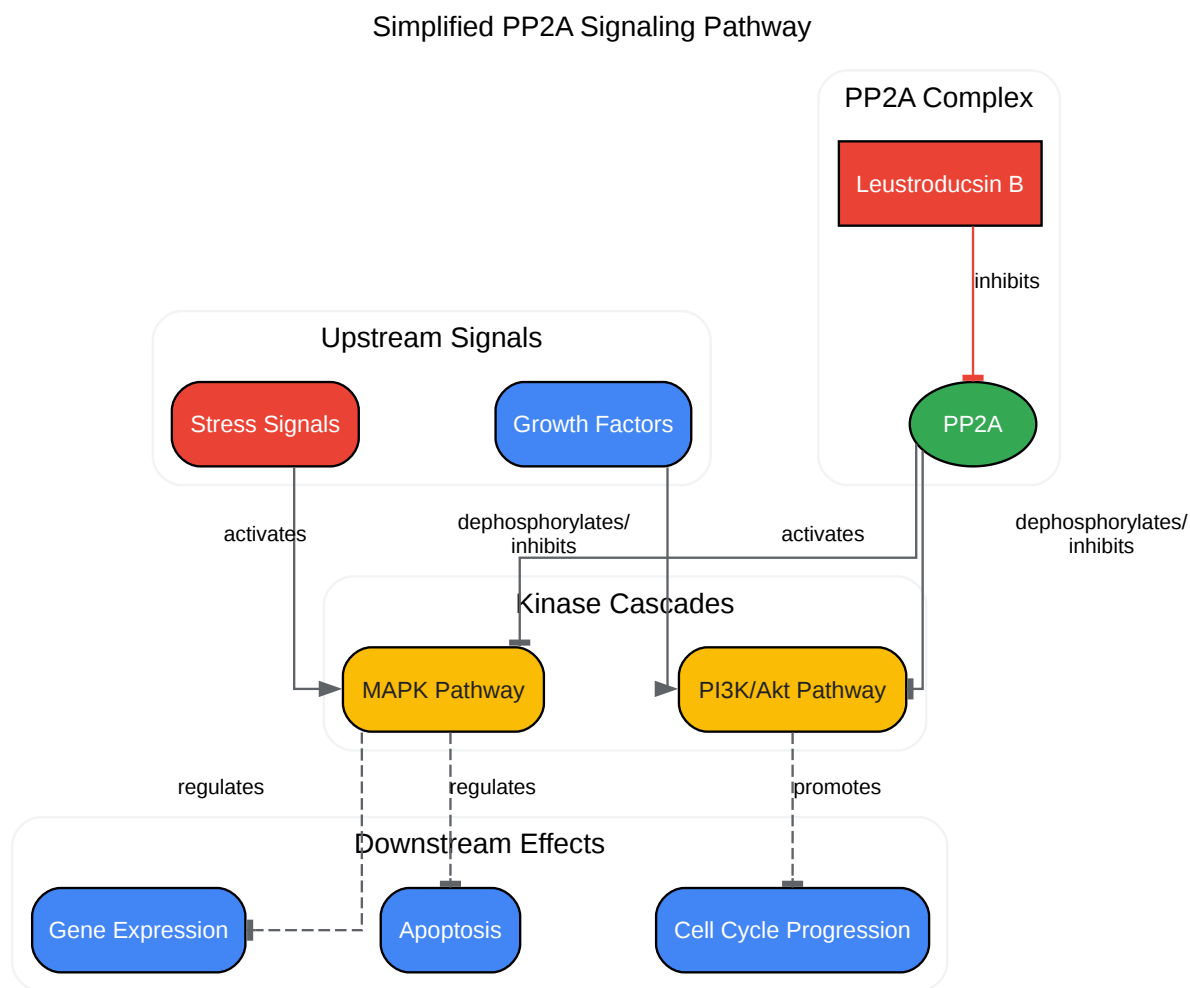 Simplified PP2A Signaling Pathway
PP2A Complex
Leustroducsin B
inhibits
Upstream Signals
Stress Signals
Growth Factors
PP2A
activates
dephosphorylates/
inhibits
activates
dephosphorylates/
inhibits
Kinase Cascades
MAPK Pathway
PI3K/Akt Pathway
regulates
regulates
promotes
Downstream Effects
Gene Expression
Apoptosis
Cell Cycle Progression